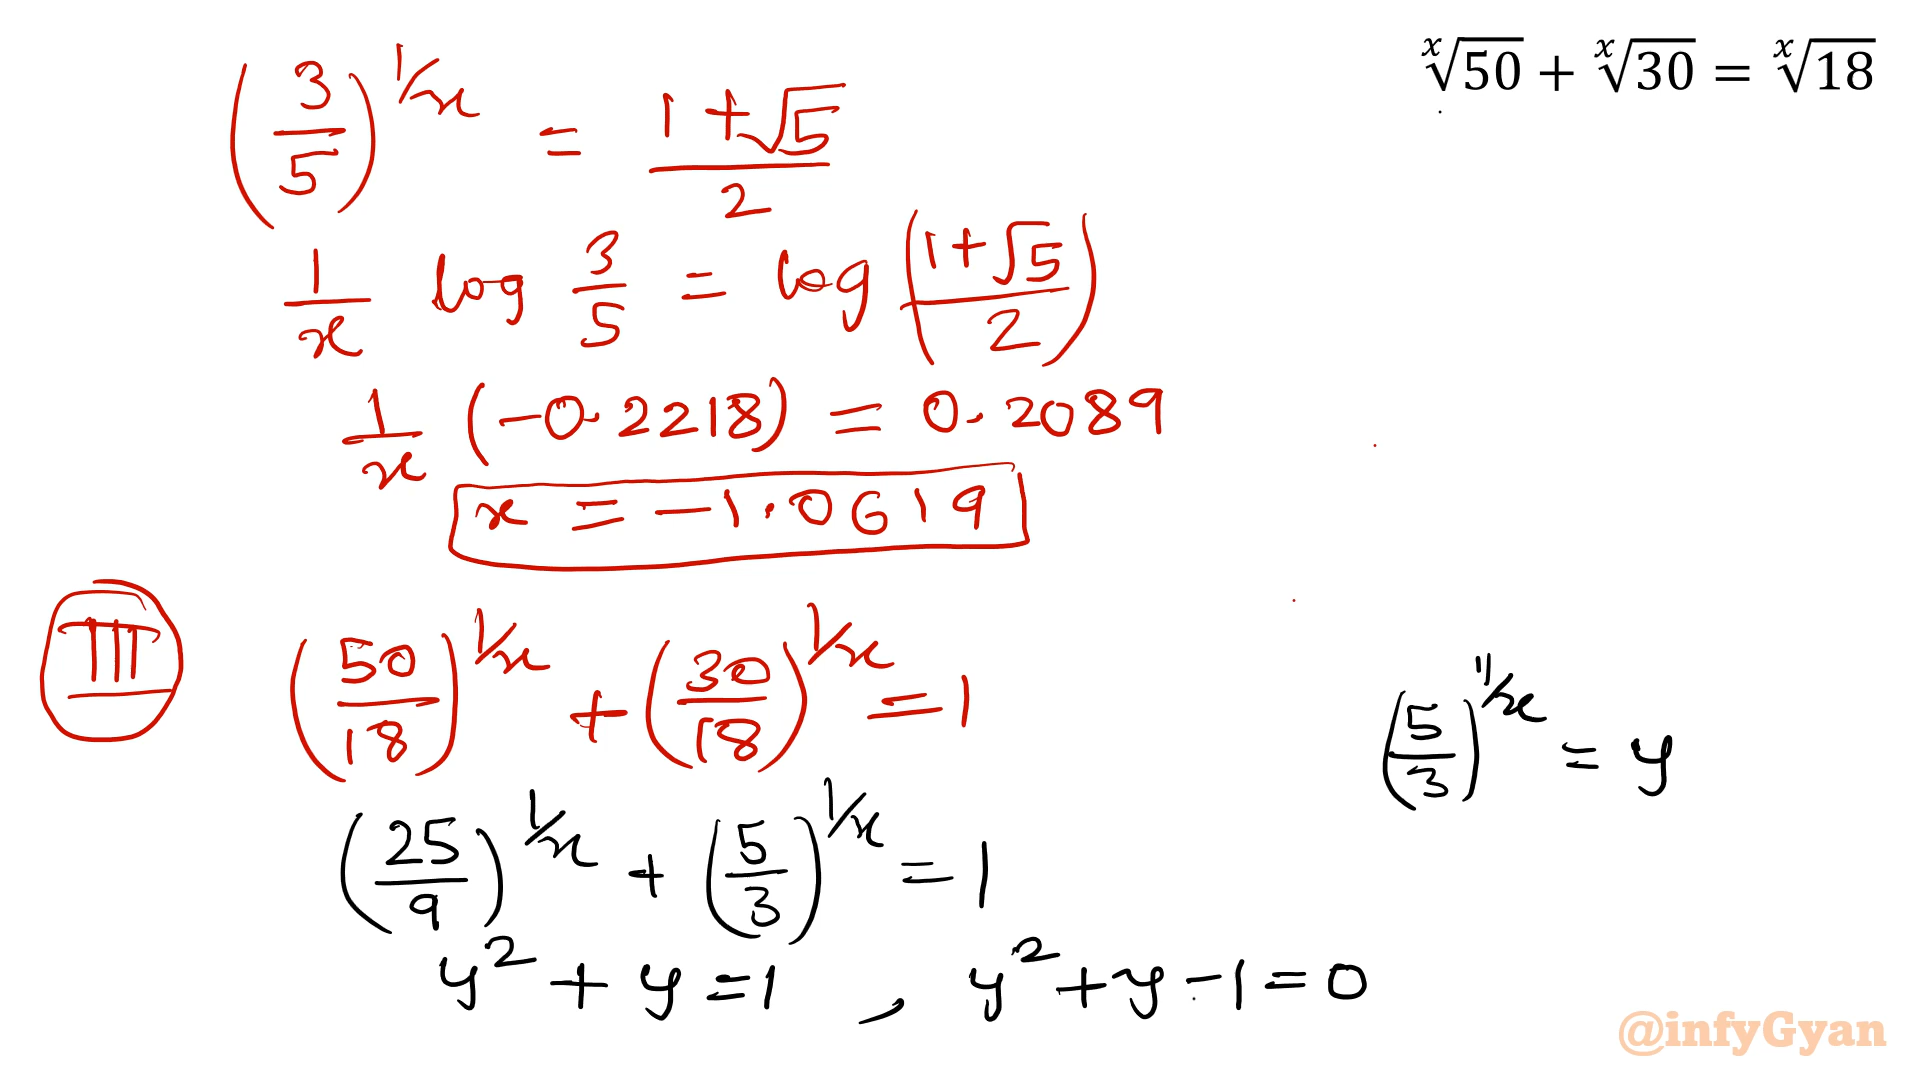 ˣ√50 + ˣ√30 = ˣ√18
(3/5)^(1/x) = (1+√5)/2
1/x log 3/5 = log((1+√5)/2)
1/x (-0.2218) = 0.2089
x = -1.0619
III
(50/18)^(1/x) + (30/18)^(1/x) = 1
(5/3)^(1/x) = y
(25/9)^(1/x) + (5/3)^(1/x) = 1
y² + y = 1 , y² + y - 1 = 0
@infyGyan